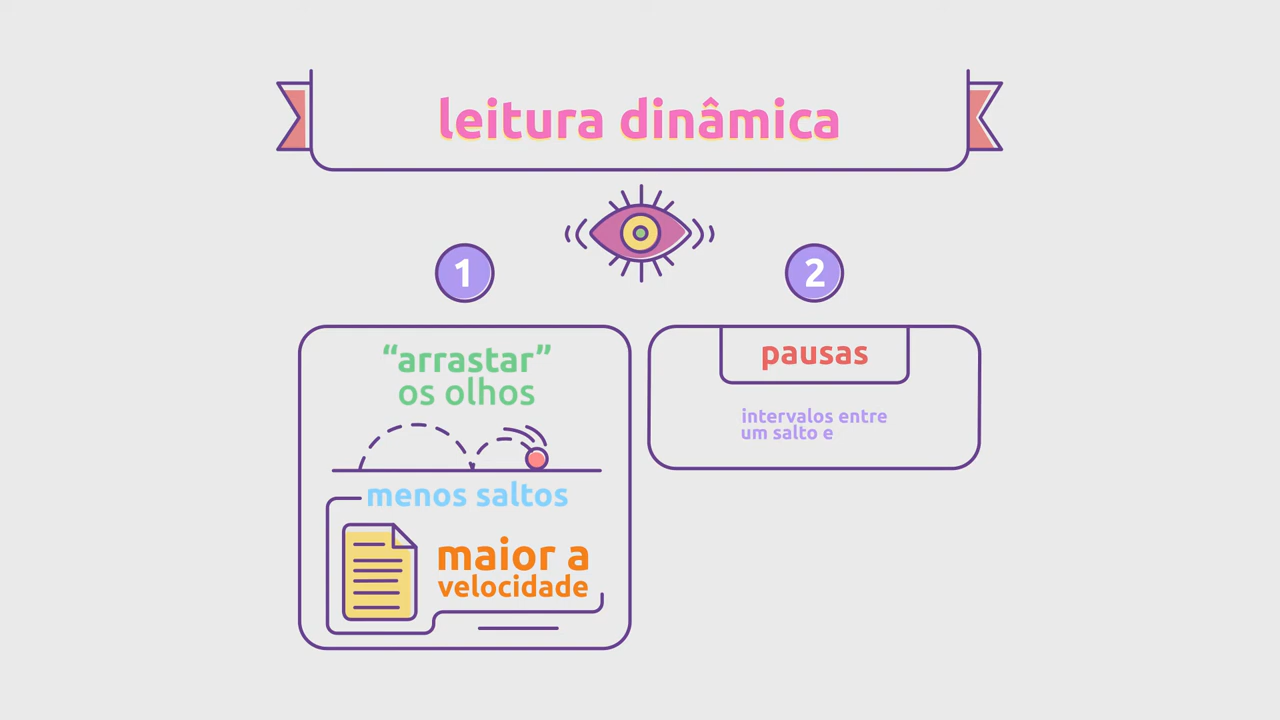 leitura dinâmica
1
“arrastar”
os olhos
menos saltos
maior a
velocidade
2
pausas
intervalos entre
um salto e